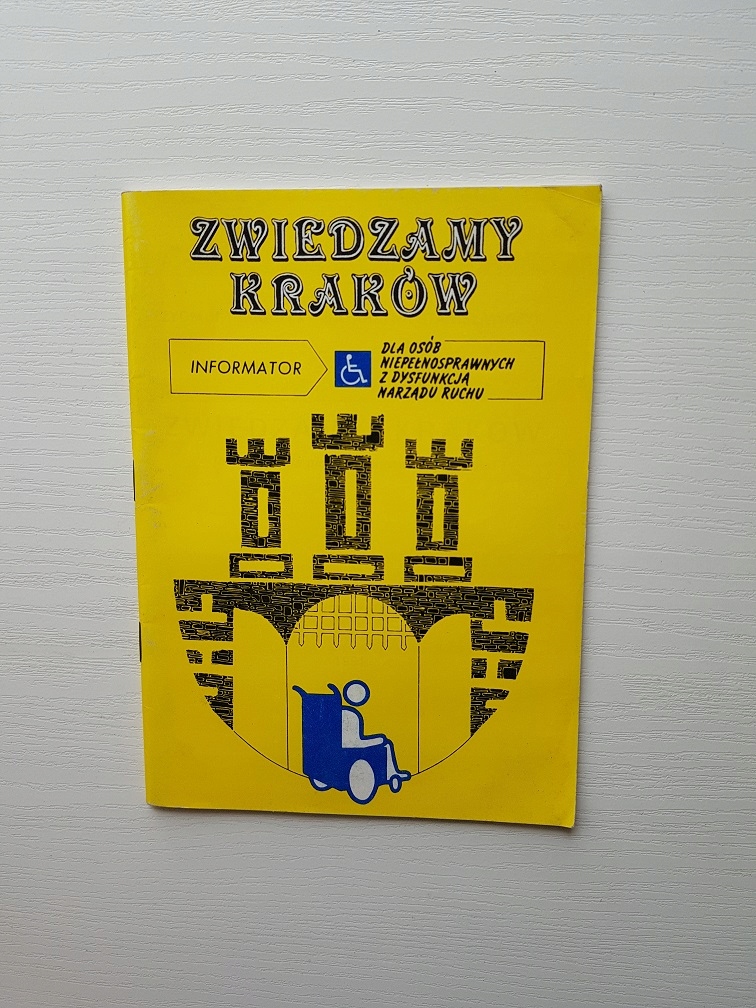 ZWIEDZAMY
KRAKÓW
INFORMATOR
DLA OSÓB
NIEPEŁNOSPRAWNYCH
Z DYSFUNKCJĄ
NARZĄDU RUCHU